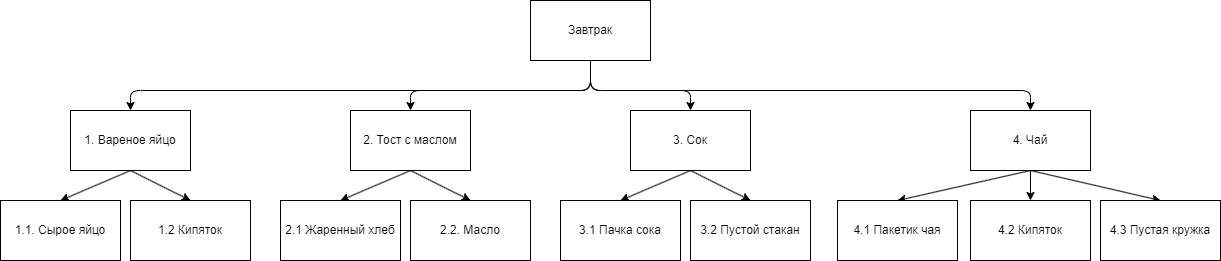 Завтрак
1. Вареное яйцо
2. Тост с маслом
3. Сок
4. Чай
1.1. Сырое яйцо
1.2 Кипяток
2.1 Жаренный хлеб
2.2. Масло
3.1 Пачка сока
3.2 Пустой стакан
4.1 Пакетик чая
4.2 Кипяток
4.3 Пустая кружка